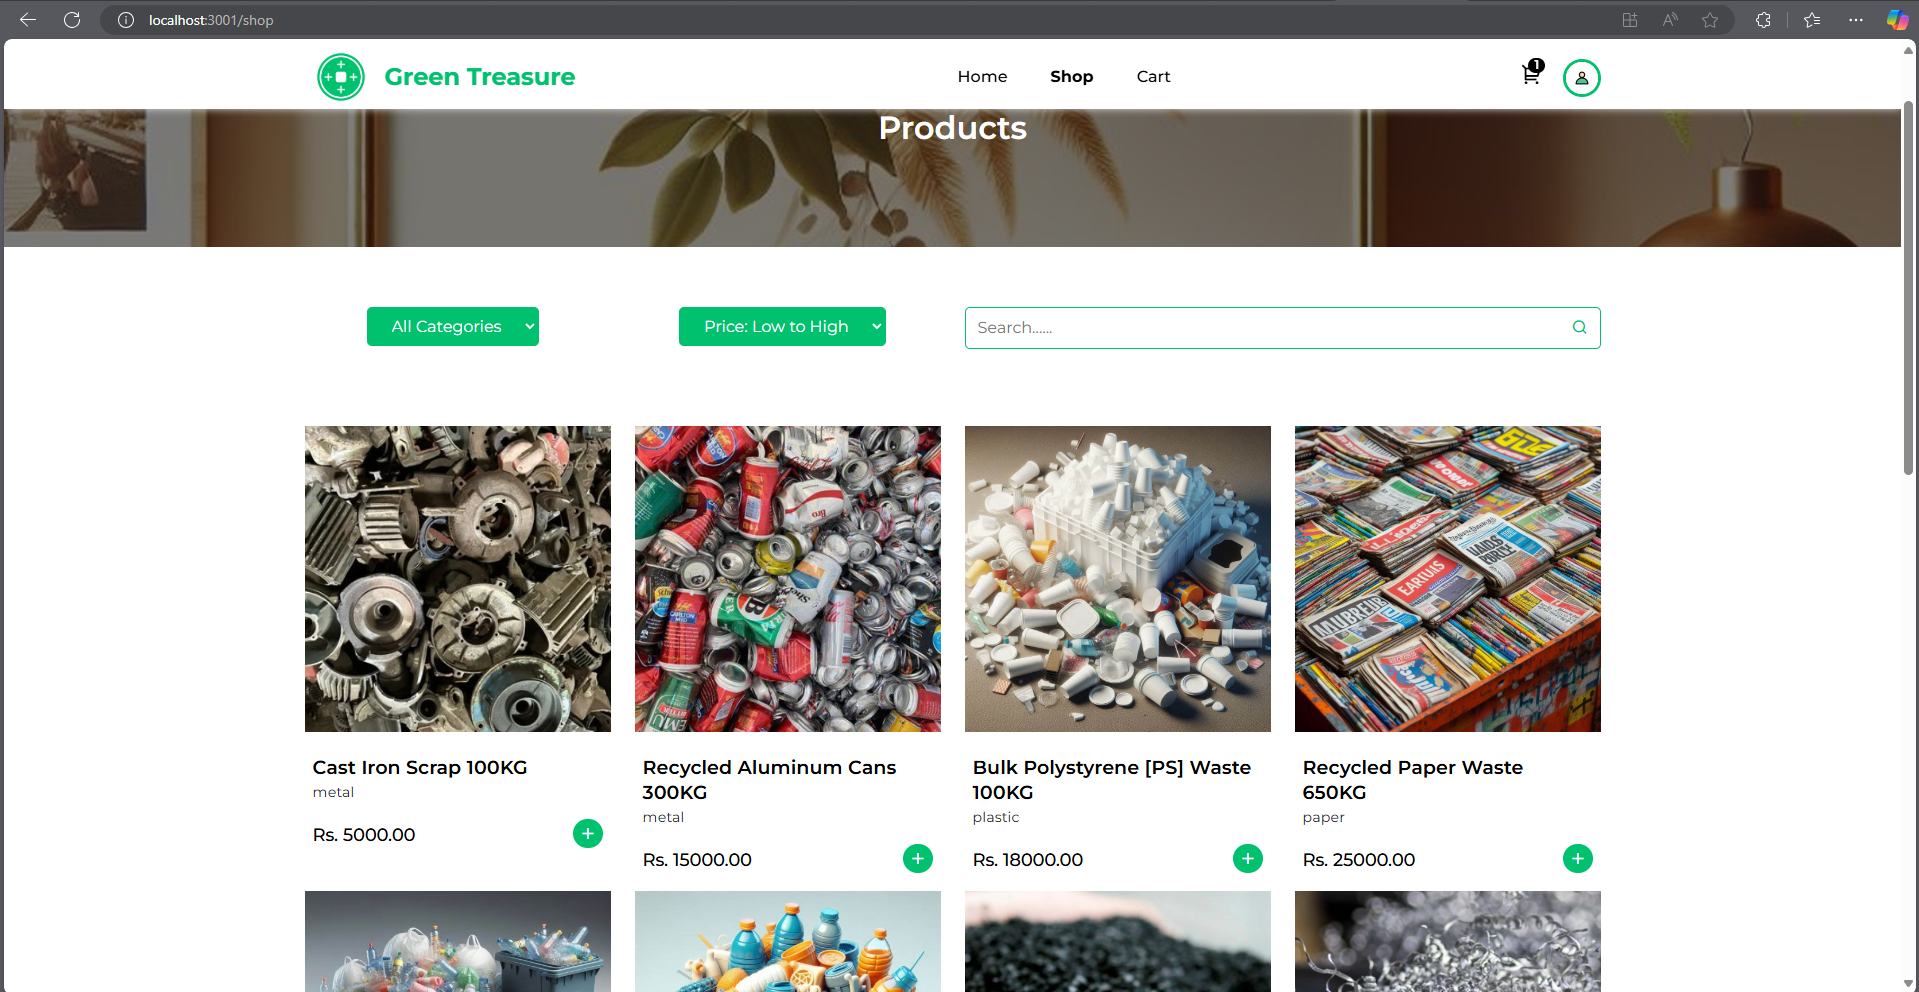 localhost:3001/shop
Green Treasure
Home
Shop
Cart
1
Products
All Categories
Price: Low to High
Search......
Cast Iron Scrap 100KG
metal
Rs. 5000.00
+
Recycled Aluminum Cans
300KG
metal
Rs. 15000.00
+
Bulk Polystyrene [PS] Waste
100KG
plastic
Rs. 18000.00
+
Recycled Paper Waste
650KG
paper
Rs. 25000.00
+